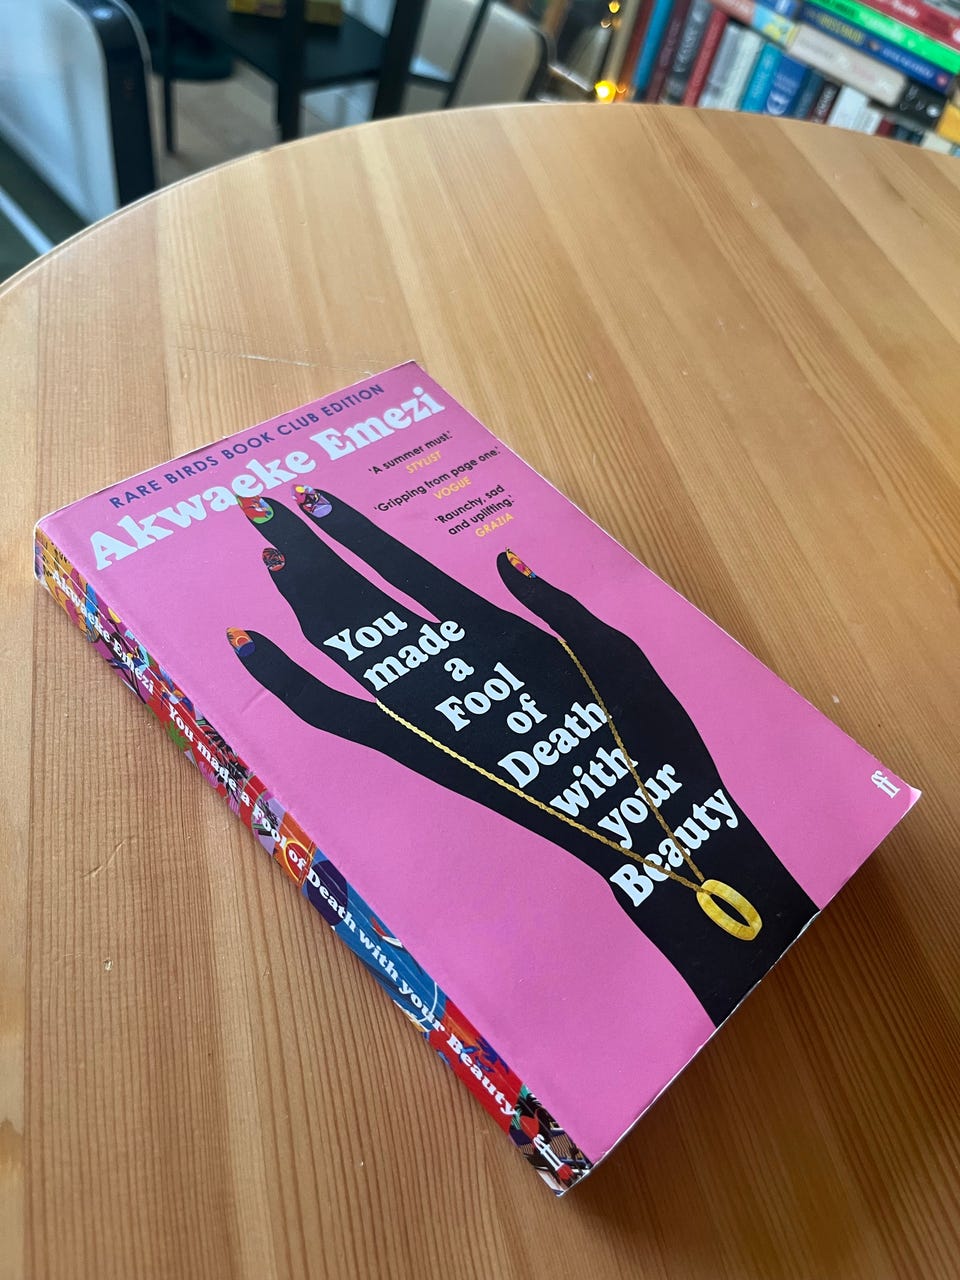 RARE BIRDS BOOK CLUB EDITION
Akwaeke Emezi
‘A summer must.’
STYLIST
‘Gripping from page one.’
VOGUE
‘Raunchy, sad
and uplifting.’
GRAZIA
You
made
a
Fool
of
Death
with
your
Beauty
ff
Akwaeke Emezi You made a Fool of Death with your Beauty
ff